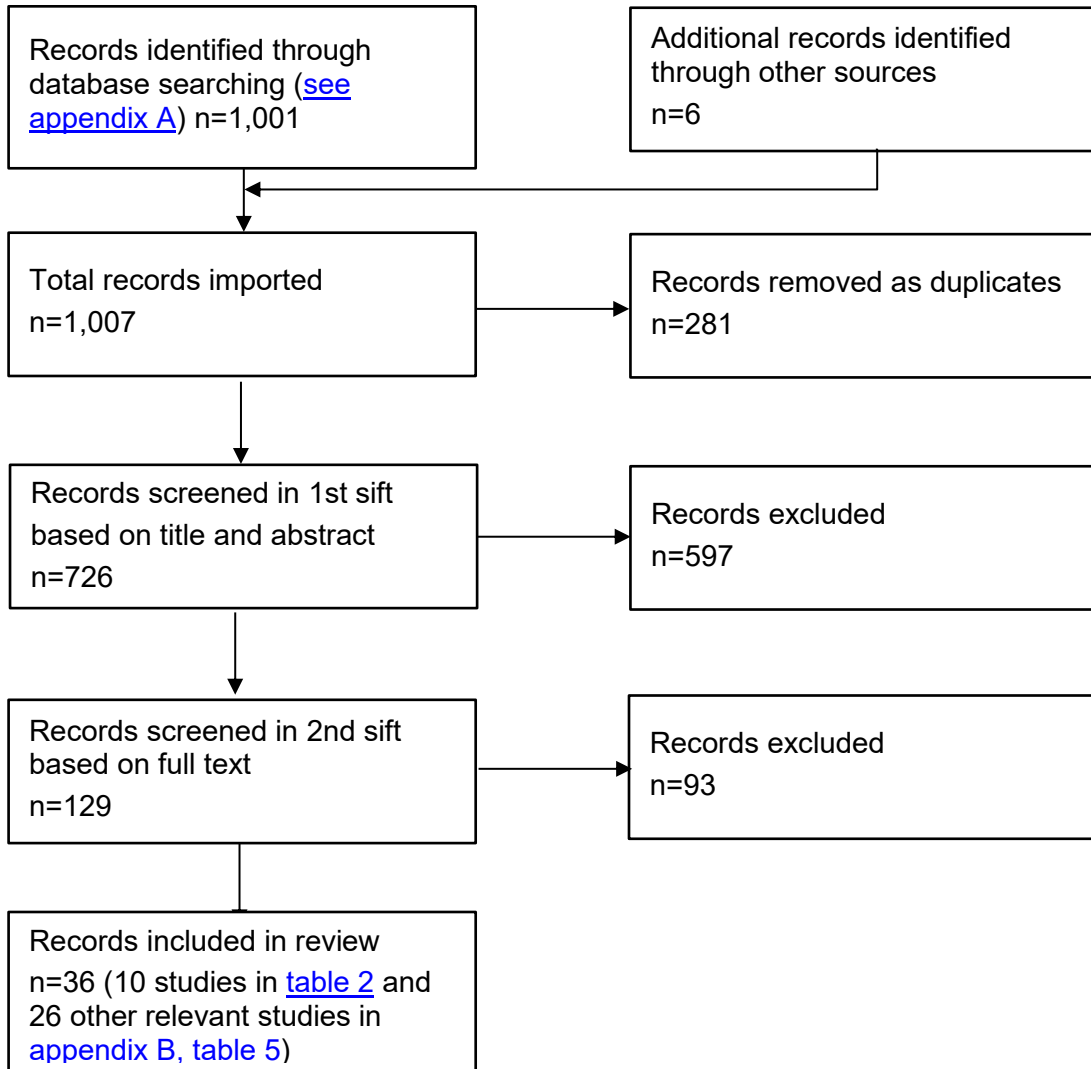 Records identified through
database searching (see
appendix A) n=1,001
Additional records identified
through other sources
n=6
Total records imported
n=1,007
Records removed as duplicates
n=281
Records screened in 1st sift
based on title and abstract
n=726
Records excluded
n=597
Records screened in 2nd sift
based on full text
n=129
Records excluded
n=93
Records included in review
n=36 (10 studies in table 2 and
26 other relevant studies in
appendix B, table 5)